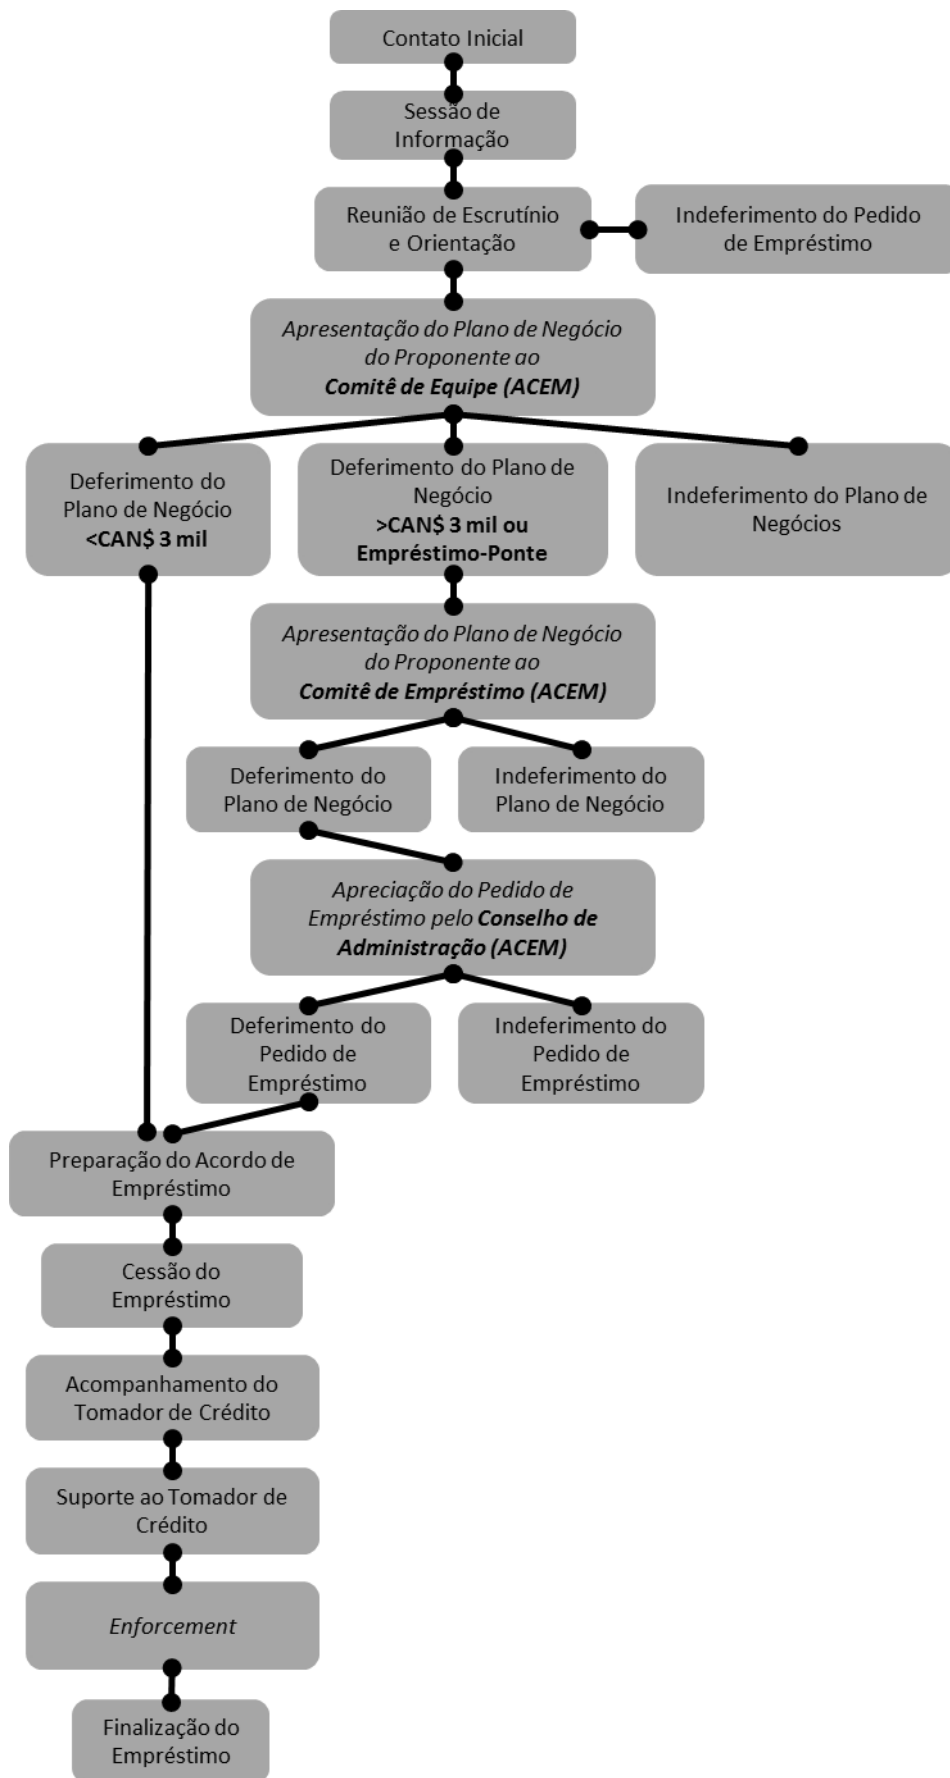 Contato Inicial
Sessão de
Informação
Reunião de Escrutínio
e Orientação
Indeferimento do Pedido
de Empréstimo
Apresentação do Plano de Negócio
do Proponente ao
Comitê de Equipe (ACEM)
Deferimento do
Plano de Negócio
<CAN$ 3 mil
Deferimento do Plano de
Negócio
>CAN$ 3 mil ou
Empréstimo-Ponte
Indeferimento do Plano de
Negócios
Apresentação do Plano de Negócio
do Proponente ao
Comitê de Empréstimo (ACEM)
Deferimento do
Plano de Negócio
Indeferimento do
Plano de Negócio
Apreciação do Pedido de
Empréstimo pelo Conselho de
Administração (ACEM)
Deferimento do
Pedido de
Empréstimo
Indeferimento do
Pedido de
Empréstimo
Preparação do Acordo de
Empréstimo
Cessão do
Empréstimo
Acompanhamento do
Tomador de Crédito
Suporte ao Tomador de
Crédito
Enforcement
Finalização do
Empréstimo